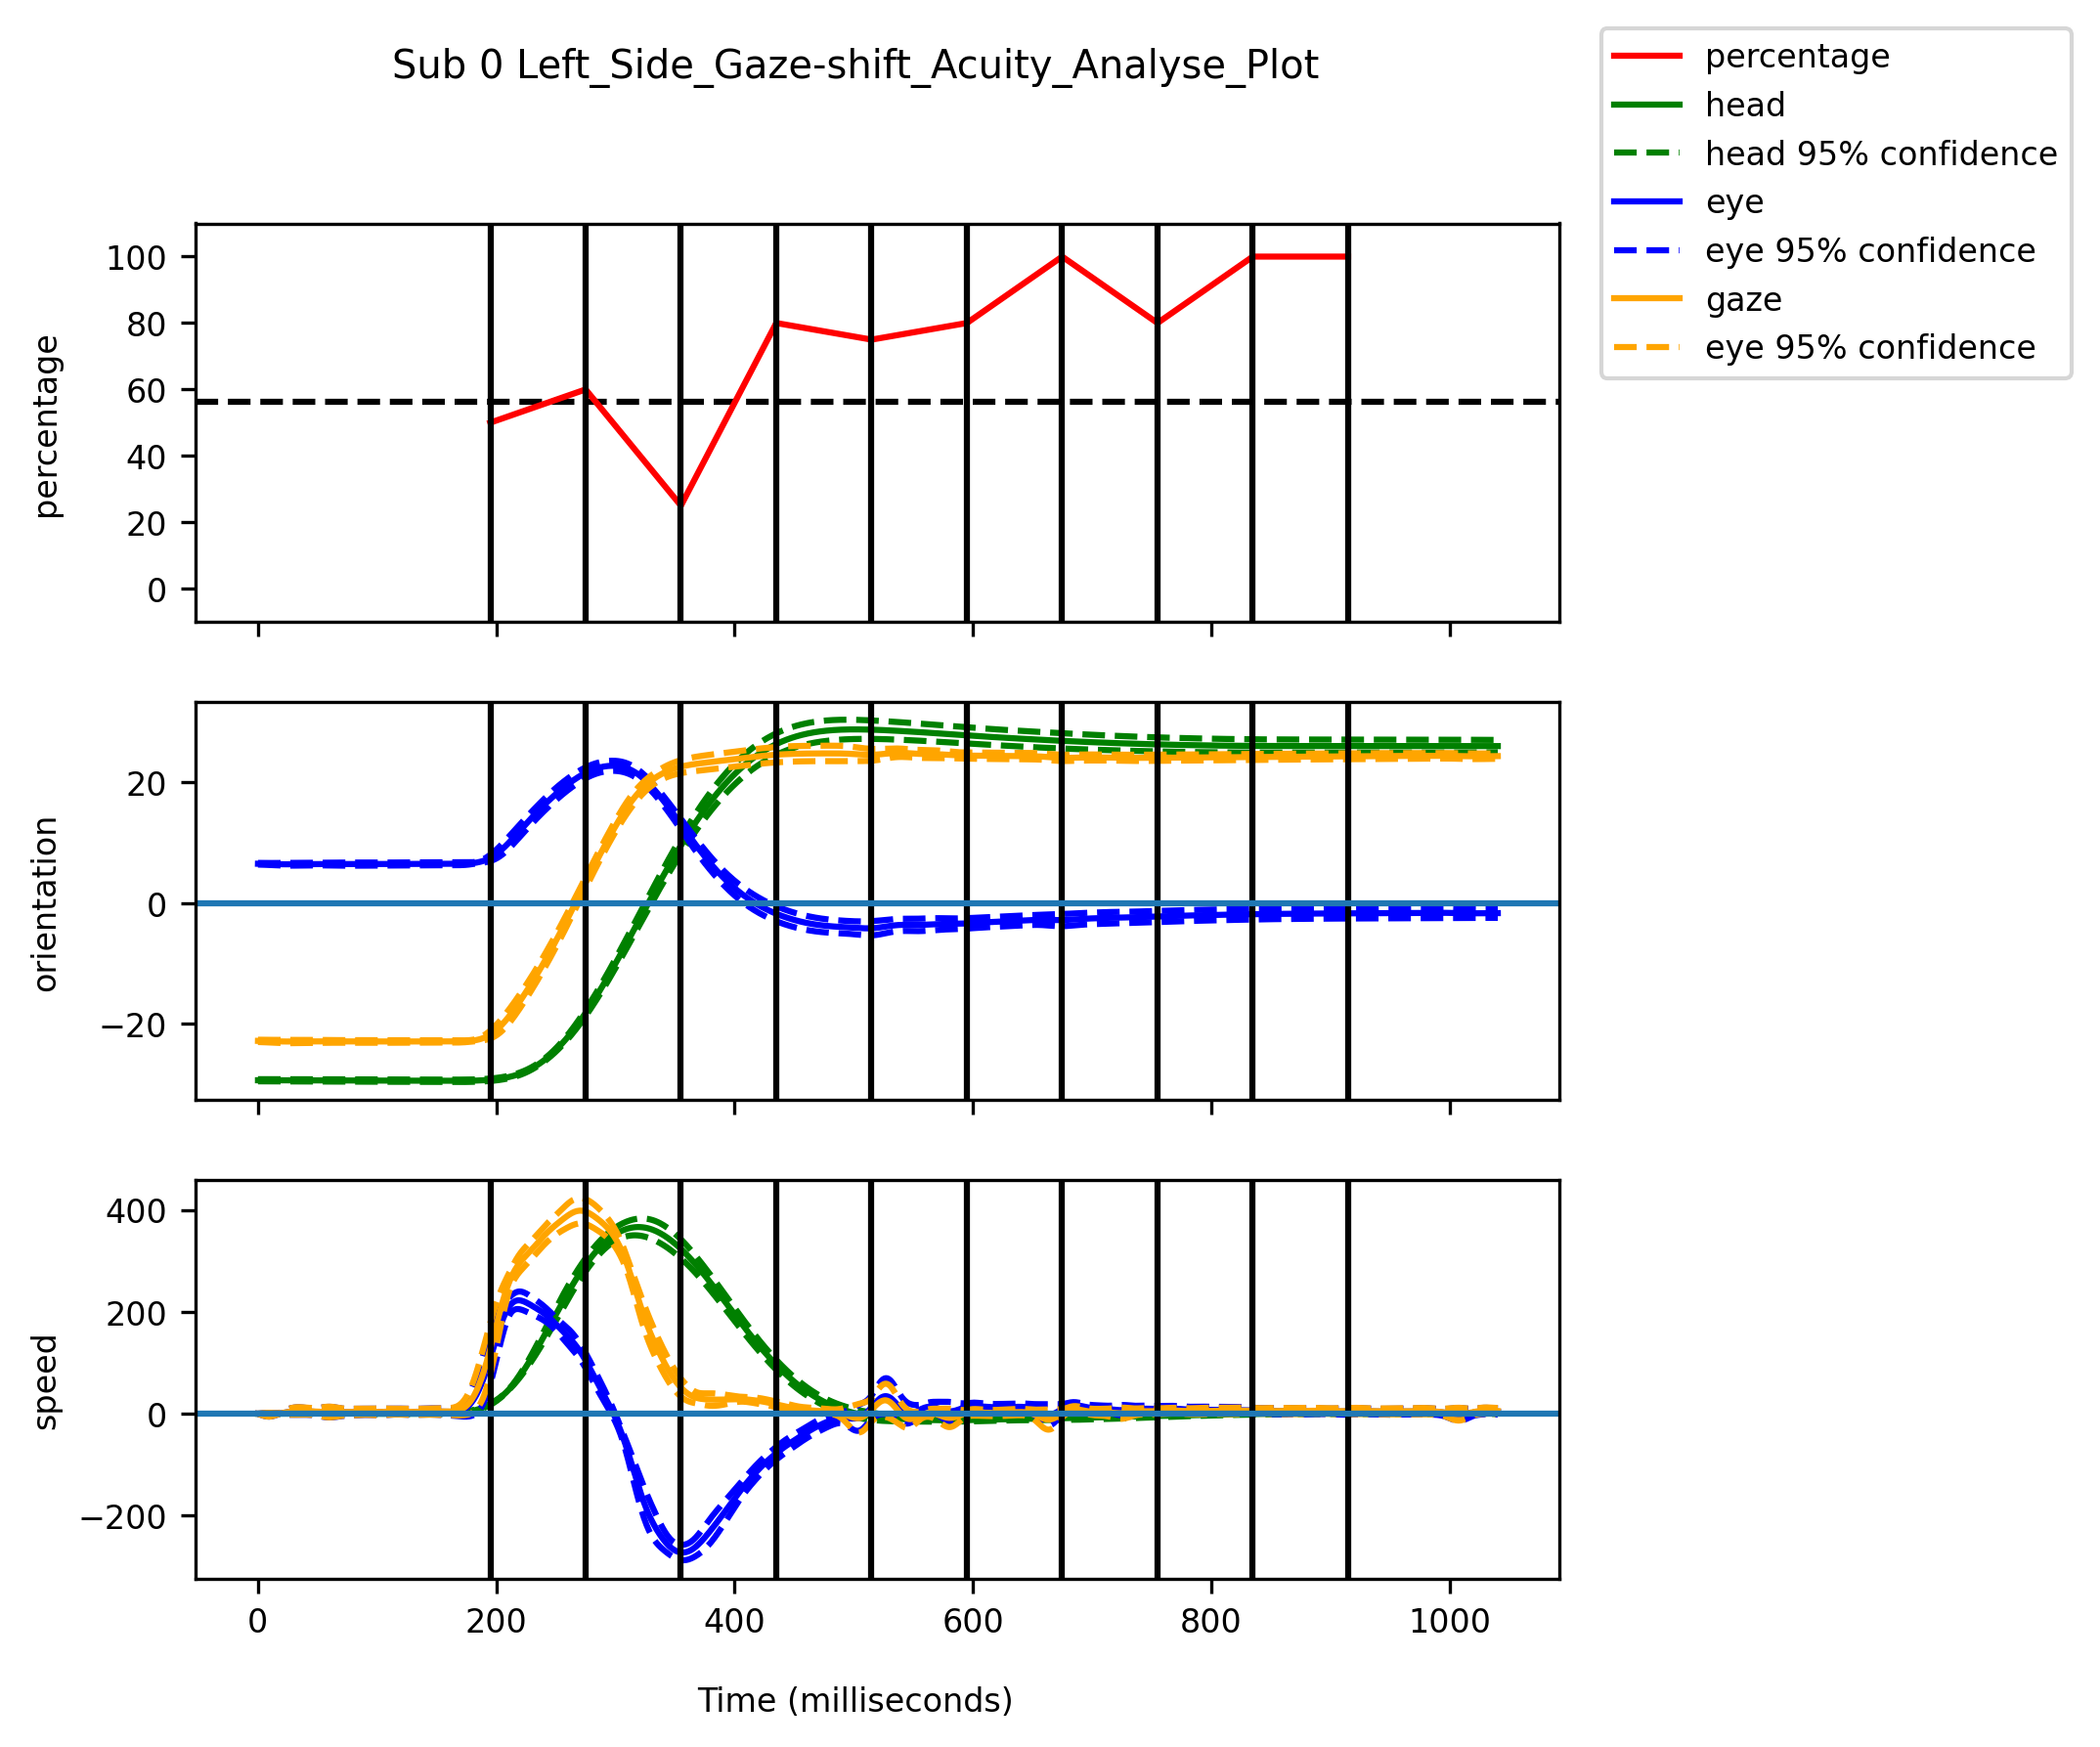 Sub 0 Left_Side_Gaze-shift_Acuity_Analyse_Plot
percentage
head
head 95% confidence
eye
eye 95% confidence
gaze
eye 95% confidence
percentage
100
80
60
40
20
0
orientation
20
0
−20
speed
400
200
0
−200
0 200 400 600 800 1000
Time (milliseconds)